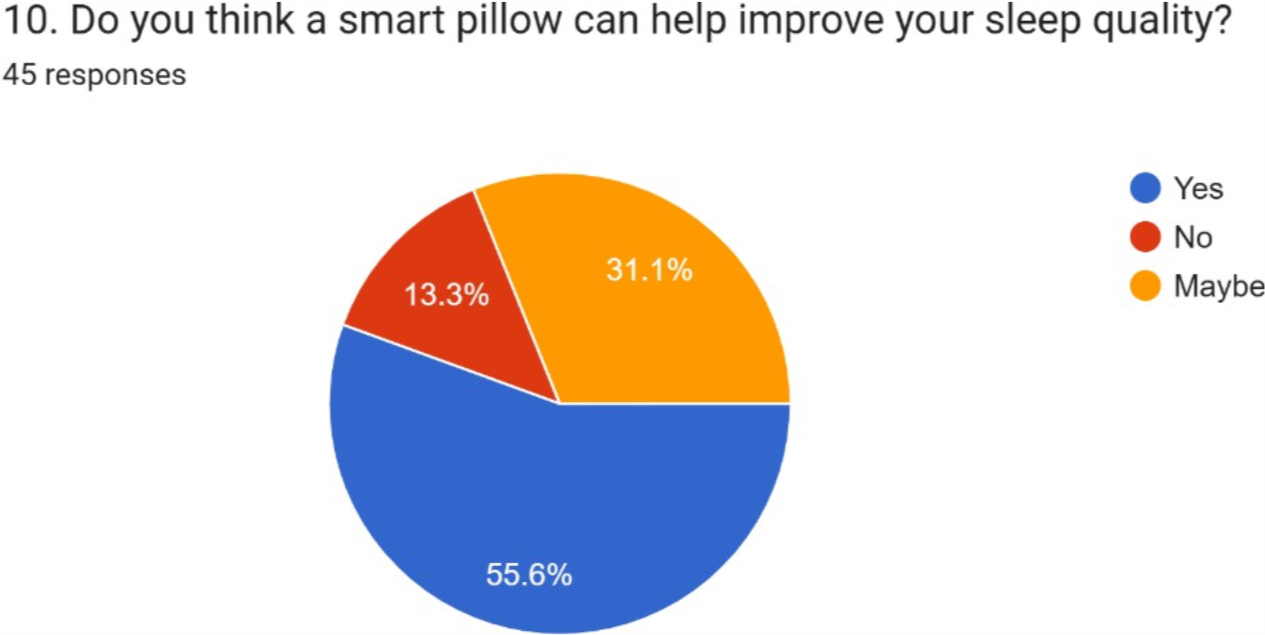 10. Do you think a smart pillow can help improve your sleep quality?
45 responses
Yes
No
Maybe
31.1%
13.3%
55.6%